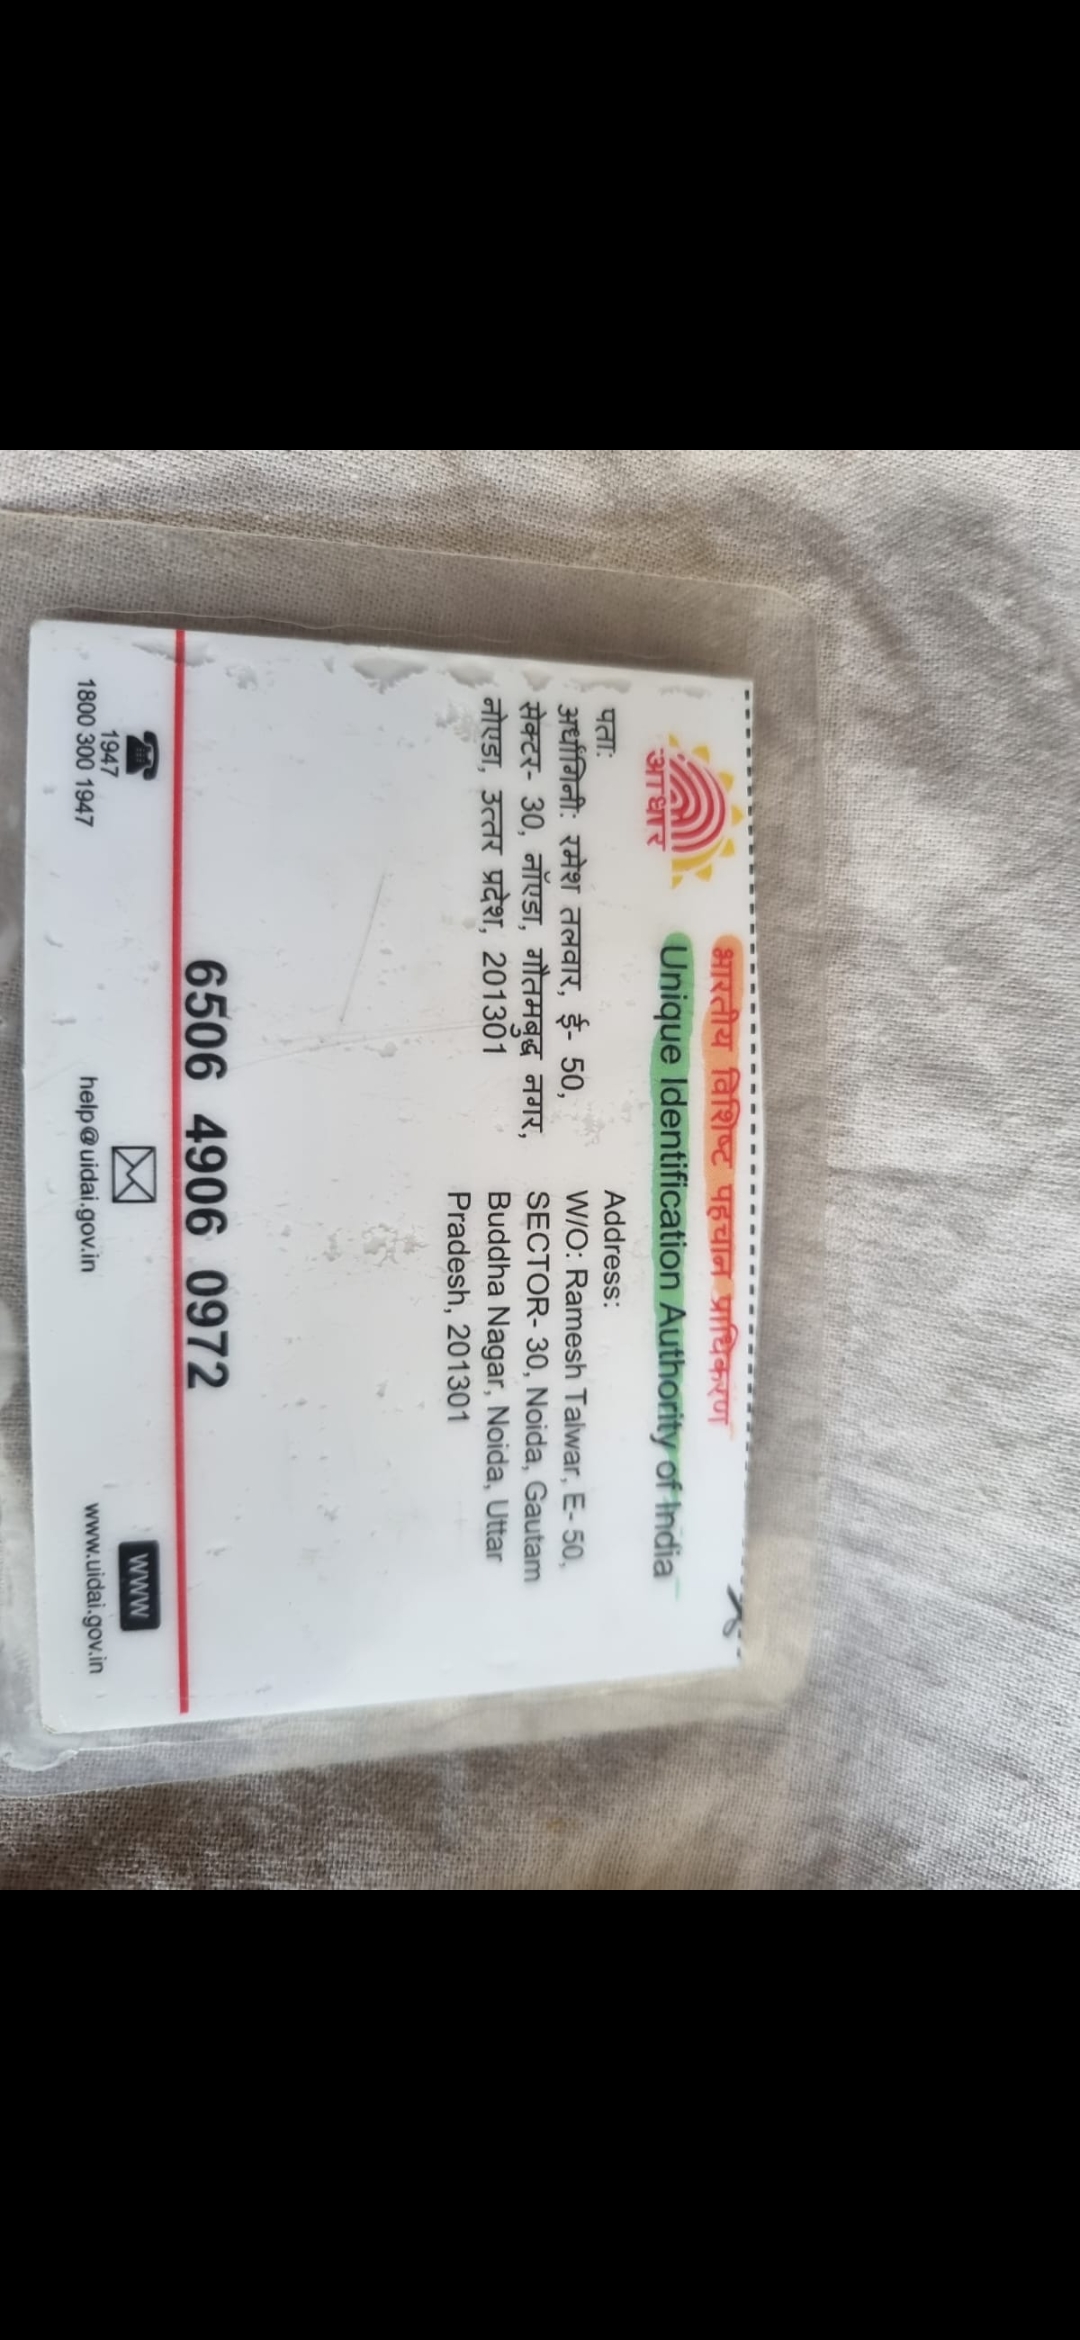 भारतीय विशिष्ट पहचान प्राधिकरण
Unique Identification Authority of India
आधार
पता:
अर्धांगिनी: रमेश तलवार, ई- 50,
सेक्टर- 30, नॉएडा, गौतमबुद्ध नगर,
नोएडा, उत्तर प्रदेश, 201301
Address:
W/O: Ramesh Talwar, E- 50,
SECTOR- 30, Noida, Gautam
Buddha Nagar, Noida, Uttar
Pradesh, 201301
6506 4906 0972
1947
1800 300 1947
help@uidai.gov.in
WWW
www.uidai.gov.in